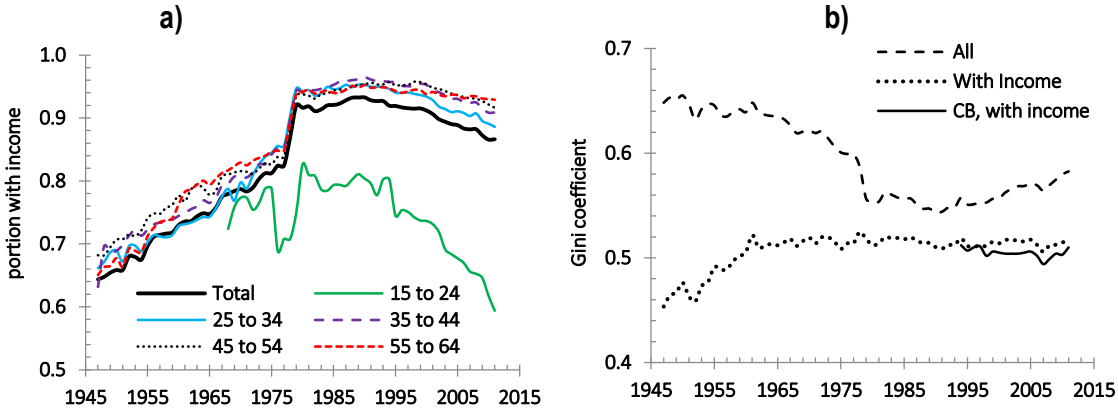 a)
portion with income
1.0
0.9
0.8
0.7
0.6
0.5
Total
15 to 24
25 to 34
35 to 44
45 to 54
55 to 64
1945 1955 1965 1975 1985 1995 2005 2015
b)
Gini coefficient
0.7
0.6
0.5
0.4
All
With Income
CB, with income
1945 1955 1965 1975 1985 1995 2005 2015